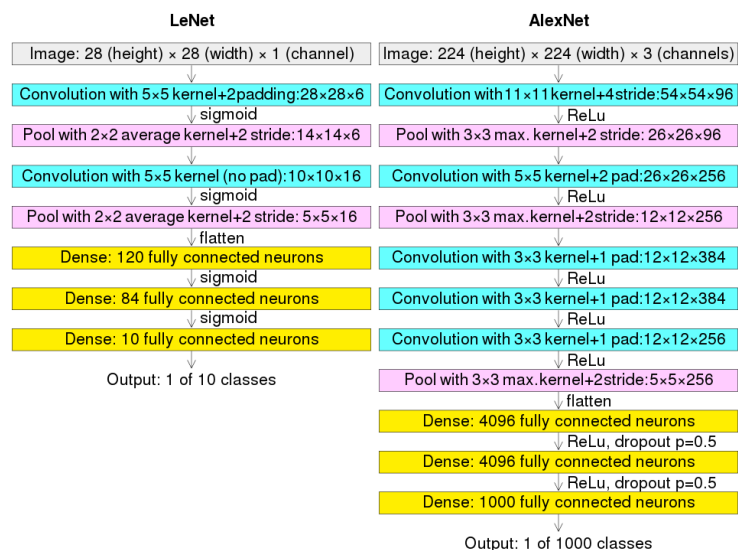 LeNet
Image: 28 (height) × 28 (width) × 1 (channel)
Convolution with 5×5 kernel+2padding:28×28×6
sigmoid
Pool with 2×2 average kernel+2 stride:14×14×6
Convolution with 5×5 kernel (no pad):10×10×16
sigmoid
Pool with 2×2 average kernel+2 stride: 5×5×16
flatten
Dense: 120 fully connected neurons
sigmoid
Dense: 84 fully connected neurons
sigmoid
Dense: 10 fully connected neurons
Output: 1 of 10 classes
AlexNet
Image: 224 (height) × 224 (width) × 3 (channels)
Convolution with 11×11 kernel+4 stride:54×54×96
ReLu
Pool with 3×3 max. kernel+2 stride: 26×26×96
Convolution with 5×5 kernel+2 pad:26×26×256
ReLu
Pool with 3×3 max.kernel+2stride:12×12×256
Convolution with 3×3 kernel+1 pad:12×12×384
ReLu
Convolution with 3×3 kernel+1 pad:12×12×384
ReLu
Convolution with 3×3 kernel+1 pad:12×12×256
ReLu
Pool with 3×3 max.kernel+2stride:5×5×256
flatten
Dense: 4096 fully connected neurons
ReLu, dropout p=0.5
Dense: 4096 fully connected neurons
ReLu, dropout p=0.5
Dense: 1000 fully connected neurons
Output: 1 of 1000 classes